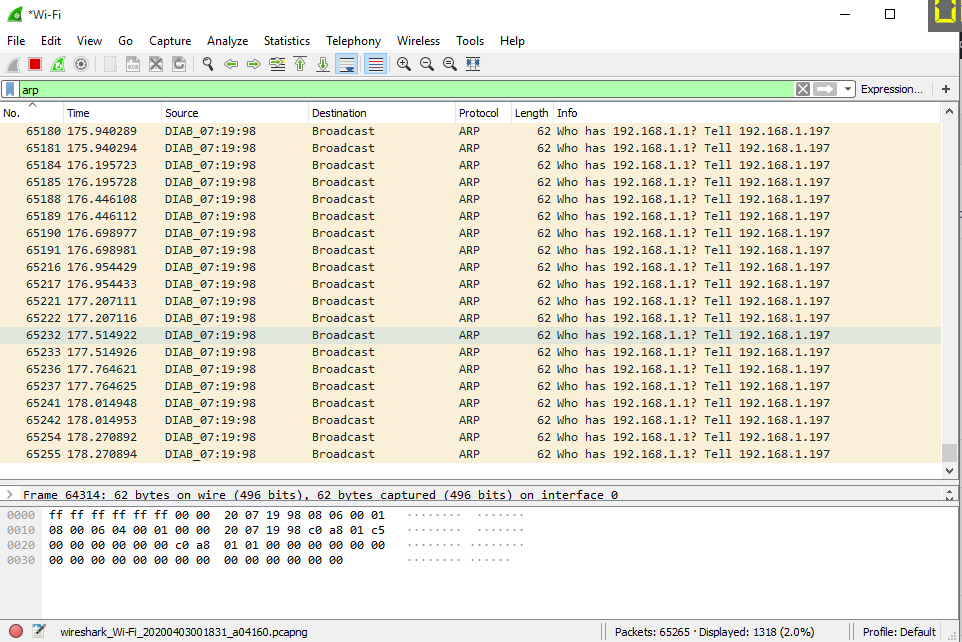 *Wi-Fi
File Edit View Go Capture Analyze Statistics Telephony Wireless Tools Help
arp Expression... +
No. Time Source Destination Protocol Length Info
65180 175.940289 DIAB_07:19:98 Broadcast ARP 62 Who has 192.168.1.1? Tell 192.168.1.197
65181 175.940294 DIAB_07:19:98 Broadcast ARP 62 Who has 192.168.1.1? Tell 192.168.1.197
65184 176.195723 DIAB_07:19:98 Broadcast ARP 62 Who has 192.168.1.1? Tell 192.168.1.197
65185 176.195728 DIAB_07:19:98 Broadcast ARP 62 Who has 192.168.1.1? Tell 192.168.1.197
65188 176.446108 DIAB_07:19:98 Broadcast ARP 62 Who has 192.168.1.1? Tell 192.168.1.197
65189 176.446112 DIAB_07:19:98 Broadcast ARP 62 Who has 192.168.1.1? Tell 192.168.1.197
65190 176.698977 DIAB_07:19:98 Broadcast ARP 62 Who has 192.168.1.1? Tell 192.168.1.197
65191 176.698981 DIAB_07:19:98 Broadcast ARP 62 Who has 192.168.1.1? Tell 192.168.1.197
65216 176.954429 DIAB_07:19:98 Broadcast ARP 62 Who has 192.168.1.1? Tell 192.168.1.197
65217 176.954433 DIAB_07:19:98 Broadcast ARP 62 Who has 192.168.1.1? Tell 192.168.1.197
65221 177.207111 DIAB_07:19:98 Broadcast ARP 62 Who has 192.168.1.1? Tell 192.168.1.197
65222 177.207116 DIAB_07:19:98 Broadcast ARP 62 Who has 192.168.1.1? Tell 192.168.1.197
65232 177.514922 DIAB_07:19:98 Broadcast ARP 62 Who has 192.168.1.1? Tell 192.168.1.197
65233 177.514926 DIAB_07:19:98 Broadcast ARP 62 Who has 192.168.1.1? Tell 192.168.1.197
65236 177.764621 DIAB_07:19:98 Broadcast ARP 62 Who has 192.168.1.1? Tell 192.168.1.197
65237 177.764625 DIAB_07:19:98 Broadcast ARP 62 Who has 192.168.1.1? Tell 192.168.1.197
65241 178.014948 DIAB_07:19:98 Broadcast ARP 62 Who has 192.168.1.1? Tell 192.168.1.197
65242 178.014953 DIAB_07:19:98 Broadcast ARP 62 Who has 192.168.1.1? Tell 192.168.1.197
65254 178.270892 DIAB_07:19:98 Broadcast ARP 62 Who has 192.168.1.1? Tell 192.168.1.197
65255 178.270894 DIAB_07:19:98 Broadcast ARP 62 Who has 192.168.1.1? Tell 192.168.1.197
Frame 64314: 62 bytes on wire (496 bits), 62 bytes captured (496 bits) on interface 0
0000 ff ff ff ff ff ff 00 00 20 07 19 98 08 06 00 01 ········ ·······
0010 08 00 06 04 00 01 00 00 20 07 19 98 c0 a8 01 c5 ········ ·······
0020 00 00 00 00 00 00 c0 a8 01 01 00 00 00 00 00 00 ········ ········
0030 00 00 00 00 00 00 00 00 00 00 00 00 00 00 ········ ······
wireshark_Wi-Fi_20200403001831_a04160.pcapng Packets: 65265 · Displayed: 1318 (2.0%) Profile: Default